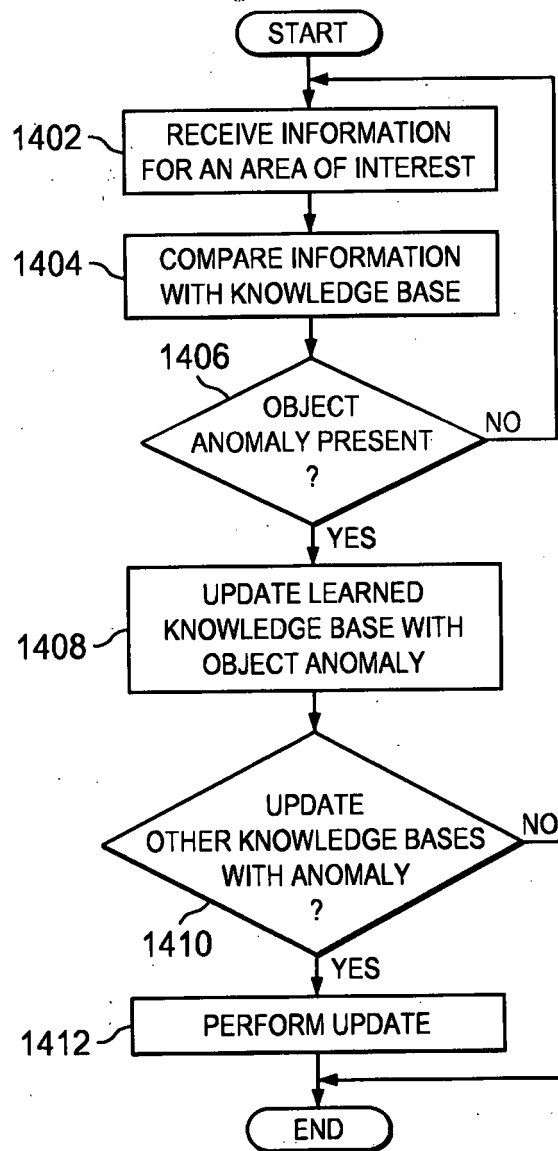 START
1402
RECEIVE INFORMATION
FOR AN AREA OF INTEREST
1404
COMPARE INFORMATION
WITH KNOWLEDGE BASE
1406
OBJECT
ANOMALY PRESENT
?
NO
YES
1408
UPDATE LEARNED
KNOWLEDGE BASE WITH
OBJECT ANOMALY
UPDATE
OTHER KNOWLEDGE BASES
WITH ANOMALY
?
NO
1410
YES
1412
PERFORM UPDATE
END